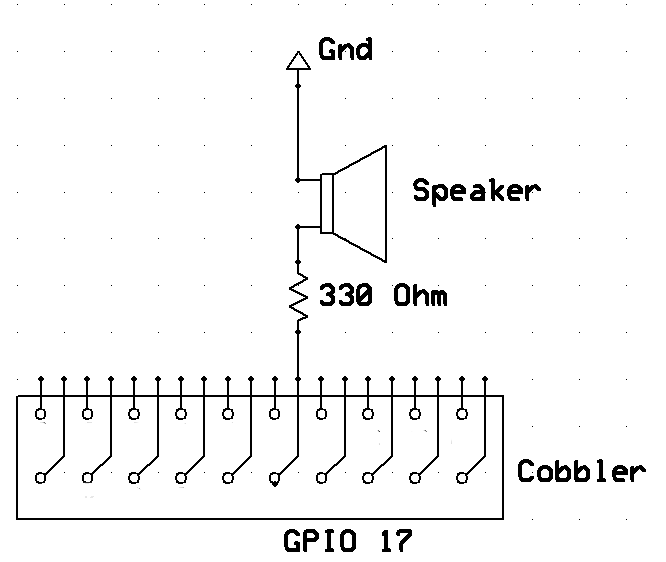 Gnd
Speaker
330 Ohm
Cobbler
GPIO 17